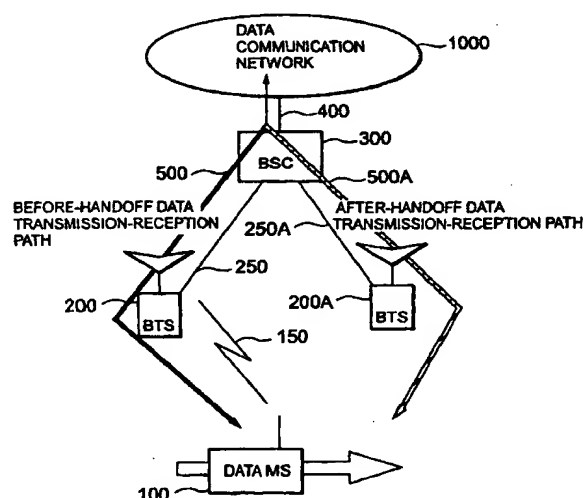 DATA
COMMUNICATION
NETWORK
1000
400
300
BSC
500
500A
BEFORE-HANDOFF DATA
TRANSMISSION-RECEPTION
PATH
AFTER-HANDOFF DATA
TRANSMISSION-RECEPTION PATH
250A
250
200
BTS
200A
BTS
150
DATA MS
100